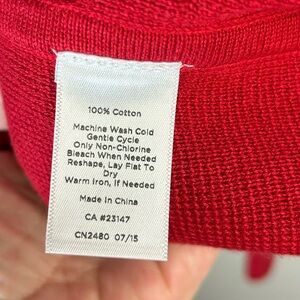 100% Cotton
Machine Wash Cold
Gentle Cycle
Only Non-Chlorine
Bleach When Needed
Reshape, Lay Flat To
Dry
Warm Iron, If Needed
Made In China
CA #23147
CN2480 07/15